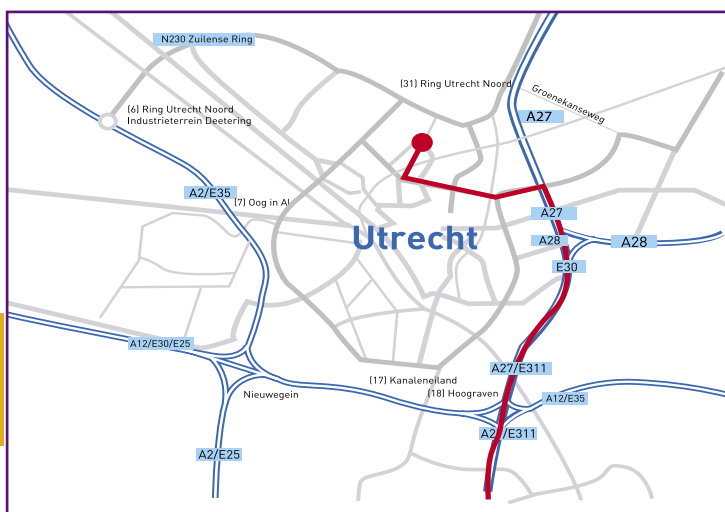 N230 Zuilense Ring
(31) Ring Utrecht Noord
Groenekanseweg
(6) Ring Utrecht Noord
Industrieterrein Deetering
A27
A2/E35
(7) Oog in Al
A27
Utrecht
A28
A28
E30
A12/E30/E25
A27/E311
(17) Kanaleneiland
Nieuwegein
(18) Hoograven
A12/E35
A27/E311
A2/E25